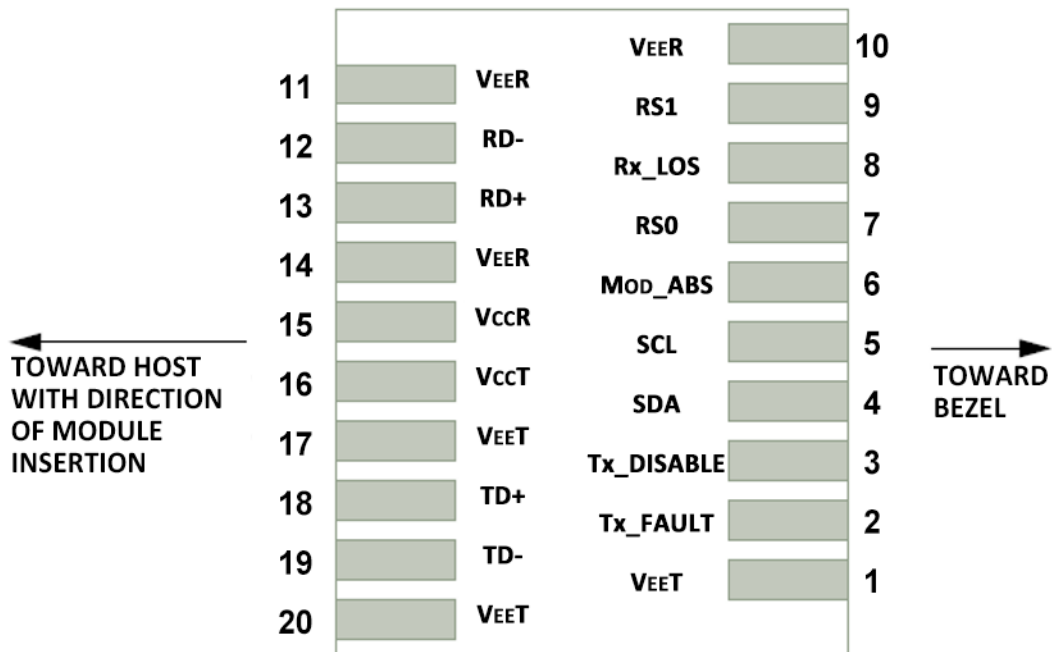 VEER 10
11 VEER
RS1 9
12 RD-
Rx_LOS 8
13 RD+
RS0 7
14 VEER
MOD_ABS 6
15 VCCR
SCL 5
16 VCCT
SDA 4
17 VEET
Tx_DISABLE 3
18 TD+
Tx_FAULT 2
19 TD-
VEET 1
20 VEET
TOWARD HOST
WITH DIRECTION
OF MODULE
INSERTION
TOWARD
BEZEL